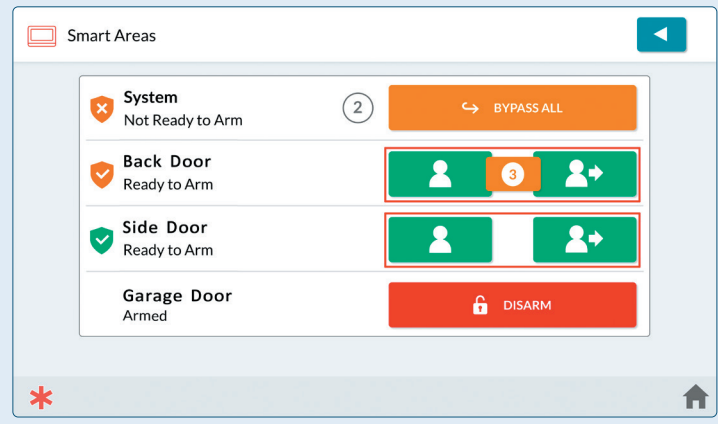 Smart Areas
System
Not Ready to Arm
2
BYPASS ALL
Back Door
Ready to Arm
3
Side Door
Ready to Arm
Garage Door
Armed
DISARM